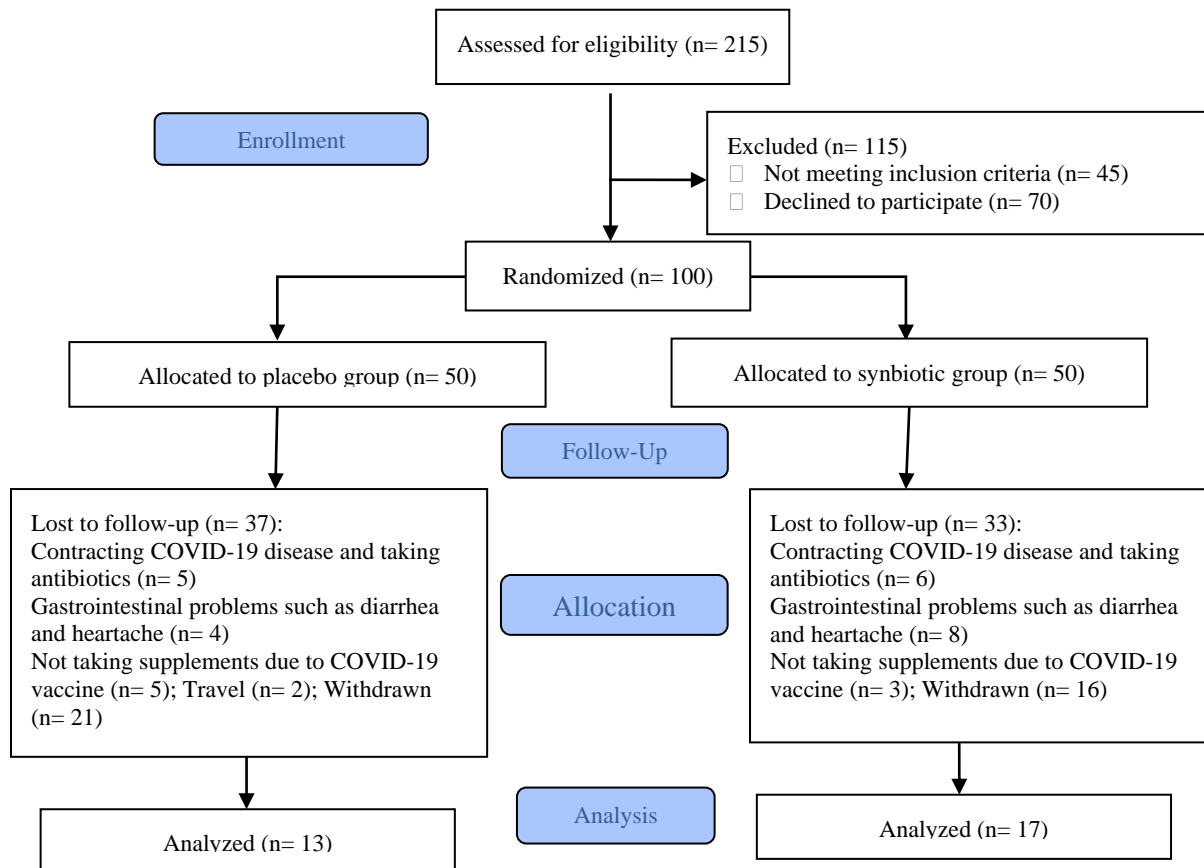 Assessed for eligibility (n= 215)
Enrollment
Excluded (n= 115)
Not meeting inclusion criteria (n= 45)
Declined to participate (n= 70)
Randomized (n= 100)
Allocated to placebo group (n= 50)
Allocated to synbiotic group (n= 50)
Follow-Up
Lost to follow-up (n= 37):
Contracting COVID-19 disease and taking
antibiotics (n= 5)
Gastrointestinal problems such as diarrhea
and heartache (n= 4)
Not taking supplements due to COVID-19
vaccine (n= 5); Travel (n= 2); Withdrawn
(n= 21)
Lost to follow-up (n= 33):
Contracting COVID-19 disease and taking
antibiotics (n= 6)
Gastrointestinal problems such as diarrhea
and heartache (n= 8)
Not taking supplements due to COVID-19
vaccine (n= 3); Withdrawn (n= 16)
Allocation
Analysis
Analyzed (n= 13)
Analyzed (n= 17)